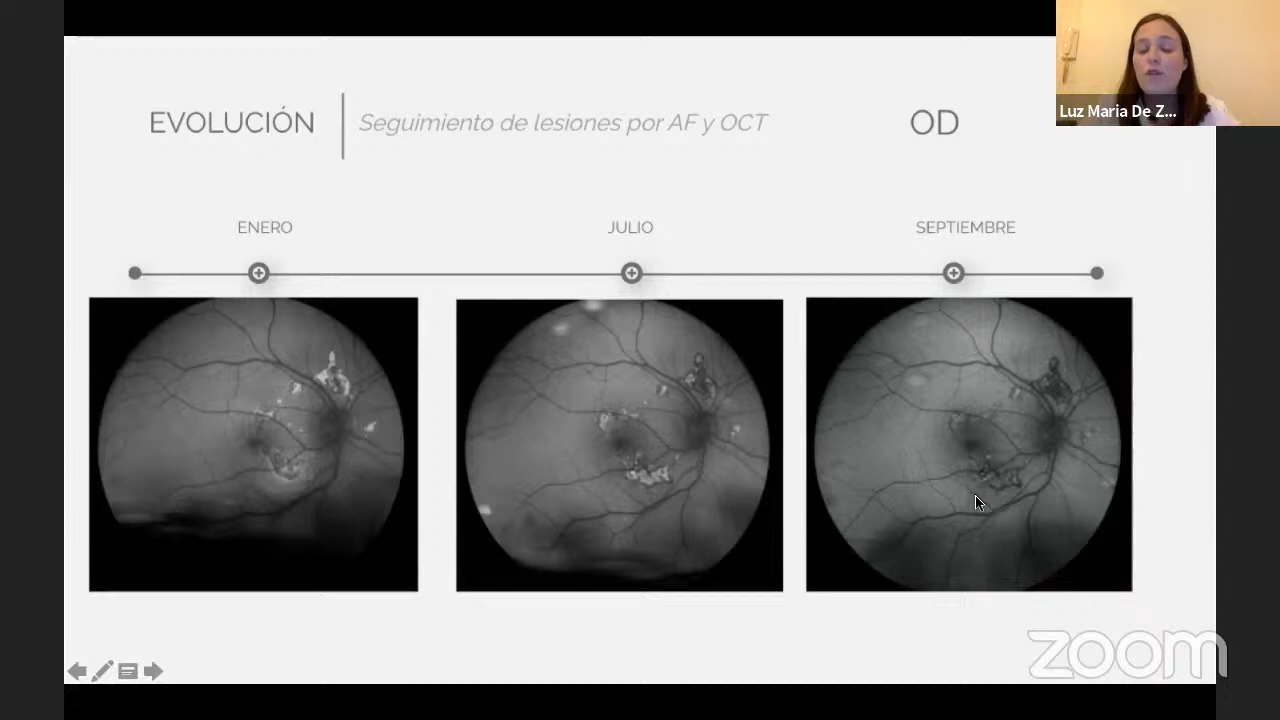 EVOLUCIÓN
Seguimiento de lesiones por AF y OCT
OD
Luz Maria De Z...
ENERO
JULIO
SEPTIEMBRE
zoom